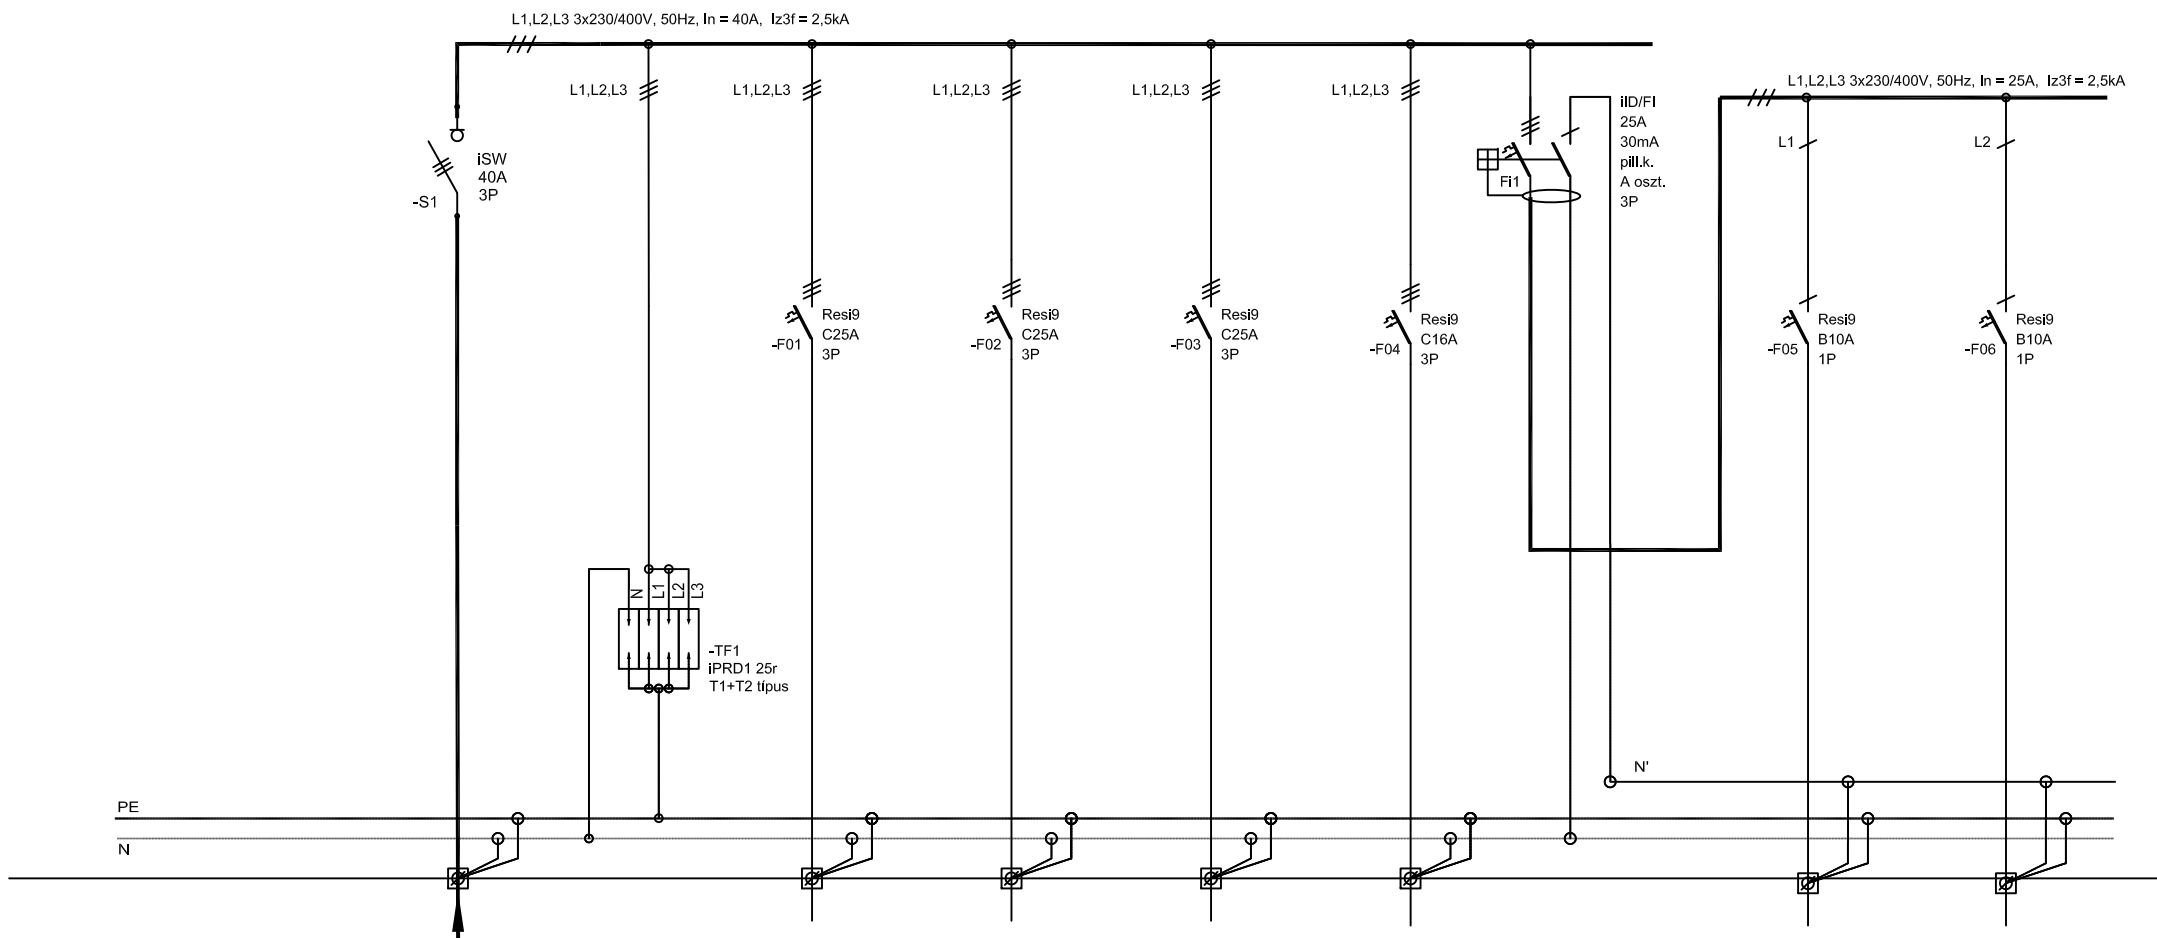 L1,L2,L3 3x230/400V, 50Hz, In = 40A, Iz3f = 2,5kA
L1,L2,L3 3x230/400V, 50Hz, In = 25A, Iz3f = 2,5kA
L1,L2,L3
L1,L2,L3
L1,L2,L3
L1,L2,L3
L1,L2,L3
iSW
40A
3P
-S1
iID/FI
25A
30mA
pill.k.
A oszt.
3P
Fi1
L1
L2
Resi9
C25A
3P
-F01
Resi9
C25A
3P
-F02
Resi9
C25A
3P
-F03
Resi9
C16A
3P
-F04
Resi9
B10A
1P
-F05
Resi9
B10A
1P
-F06
N
L1
L2
L3
-TF1
iPRD1 25r
T1+T2 típus
N'
PE
N